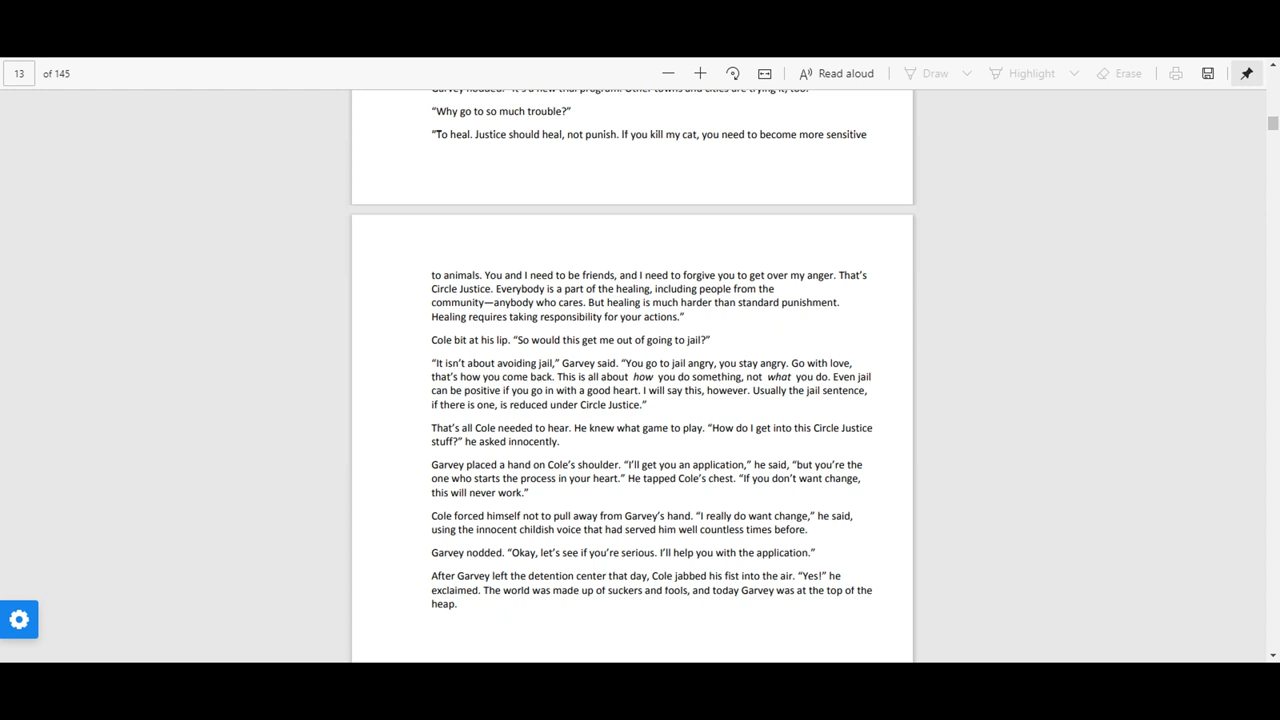 13 of 145
Read aloud
Draw
Highlight
Erase
Garvey nodded. “It’s a new trial program. Other towns and cities are trying it, too.”
“Why go to so much trouble?”
“To heal. Justice should heal, not punish. If you kill my cat, you need to become more sensitive
to animals. You and I need to be friends, and I need to forgive you to get over my anger. That’s
Circle Justice. Everybody is a part of the healing, including people from the
community—anybody who cares. But healing is much harder than standard punishment.
Healing requires taking responsibility for your actions.”
Cole bit at his lip. “So would this get me out of going to jail?”
“It isn’t about avoiding jail,” Garvey said. “You go to jail angry, you stay angry. Go with love,
that’s how you come back. This is all about how you do something, not what you do. Even jail
can be positive if you go in with a good heart. I will say this, however. Usually the jail sentence,
if there is one, is reduced under Circle Justice.”
That’s all Cole needed to hear. He knew what game to play. “How do I get into this Circle Justice
stuff?” he asked innocently.
Garvey placed a hand on Cole’s shoulder. “I’ll get you an application,” he said, “but you’re the
one who starts the process in your heart.” He tapped Cole’s chest. “If you don’t want change,
this will never work.”
Cole forced himself not to pull away from Garvey’s hand. “I really do want change,” he said,
using the innocent childish voice that had served him well countless times before.
Garvey nodded. “Okay, let’s see if you’re serious. I’ll help you with the application.”
After Garvey left the detention center that day, Cole jabbed his fist into the air. “Yes!” he
exclaimed. The world was made up of suckers and fools, and today Garvey was at the top of the
heap.